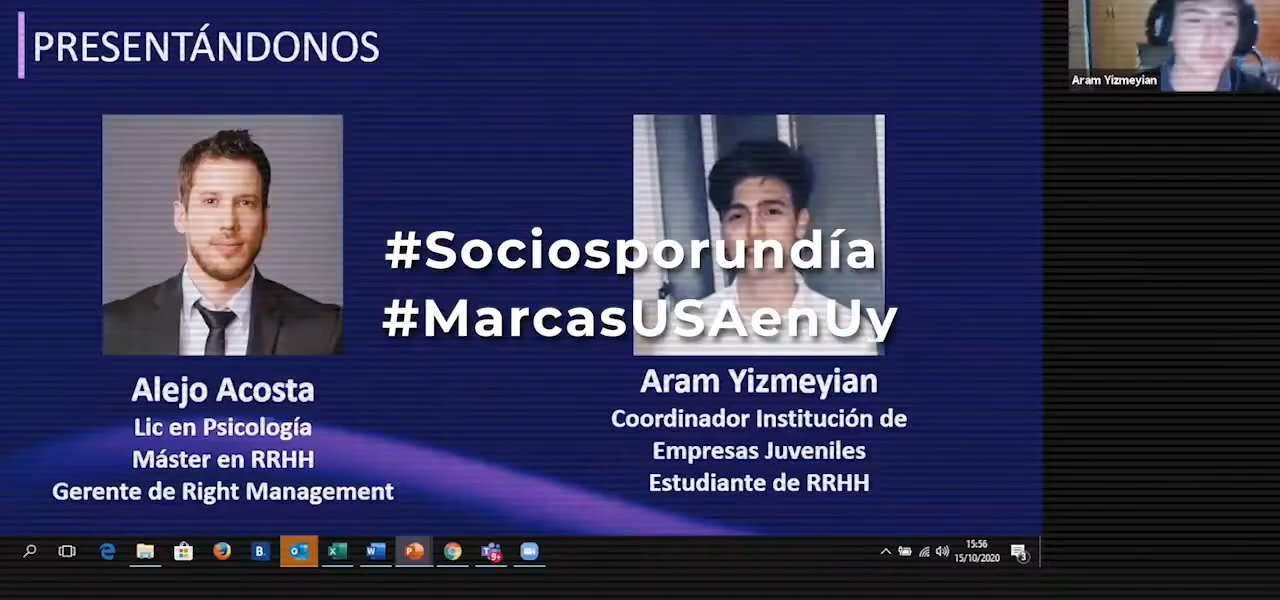 PRESENTÁNDONOS
Aram Yizmeyian
#Sociosporundía
#MarcasUSAenUy
Alejo Acosta
Lic en Psicología
Máster en RRHH
Gerente de Right Management
Aram Yizmeyian
Coordinador Institución de
Empresas Juveniles
Estudiante de RRHH
15:56
15/10/2020